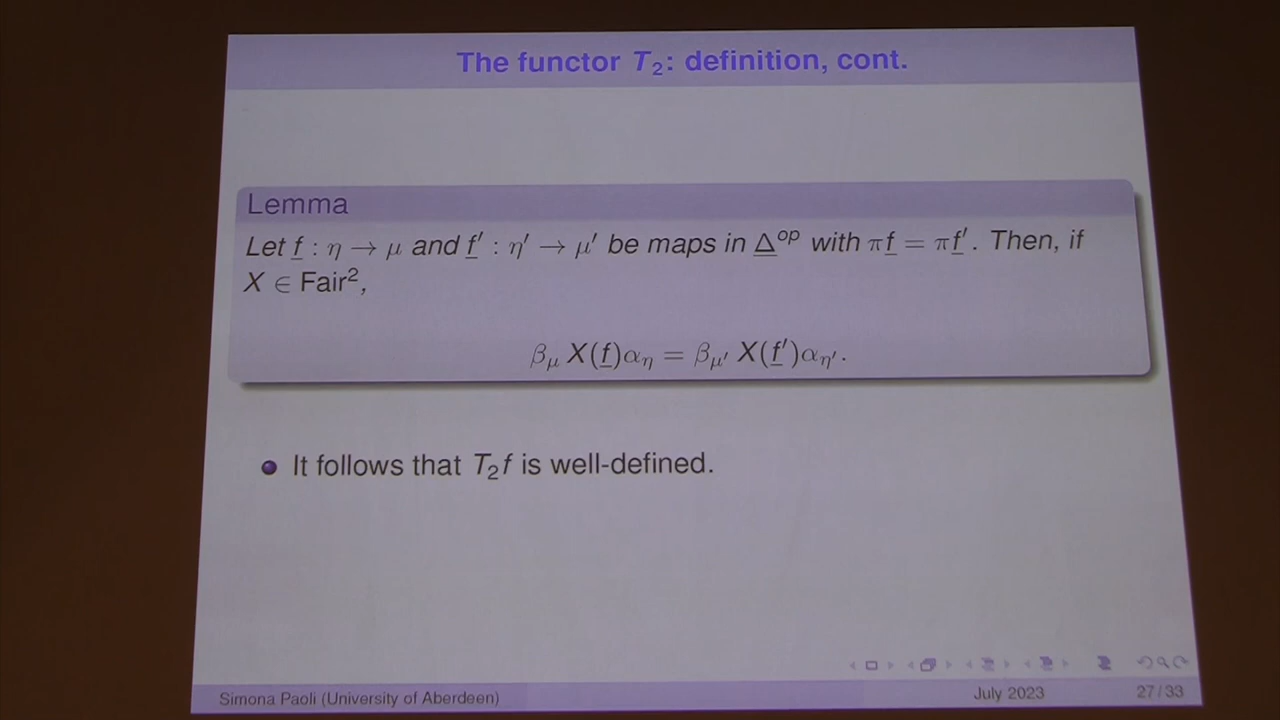 The functor T₂: definition, cont.
Lemma
Let f̲ : η → μ and f̲′ : η′ → μ′ be maps in Δ̲ᵒᵖ with πf̲ = πf̲′. Then, if
X ∈ Fair²,
β_μ X(f̲)α_η = β_μ′ X(f̲′)α_η′.
It follows that T₂f is well-defined.
Simona Paoli (University of Aberdeen)
July 2023
27/33